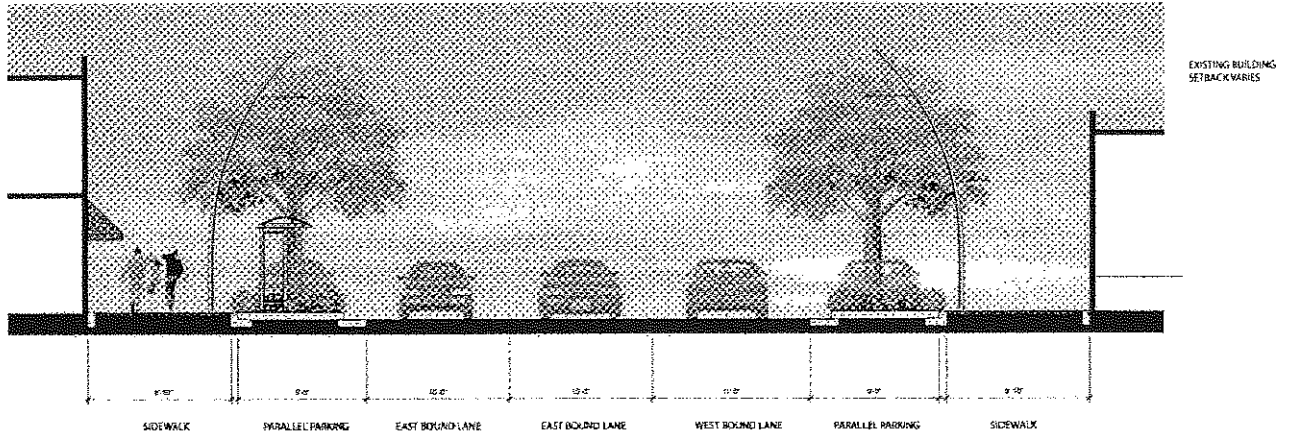 EXISTING BUILDING
SETBACK VARIES
SIDEWALK
PARALLEL PARKING
EAST BOUND LANE
EAST BOUND LANE
WEST BOUND LANE
PARALLEL PARKING
SIDEWALK